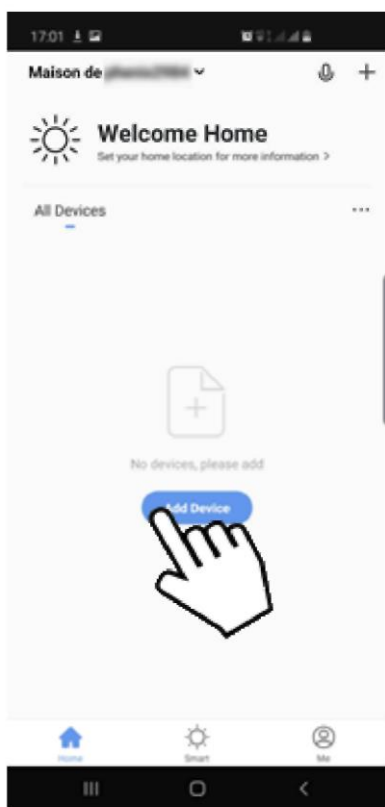 17:01
Maison de
Welcome Home
Set your home location for more information >
All Devices
No devices, please add
Add Device
Home
Smart
Me